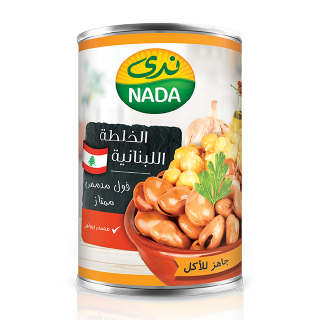 ندى
NADA
الخلطة
اللبنانية
فول مدمس
ممتاز
جاهز للأكل